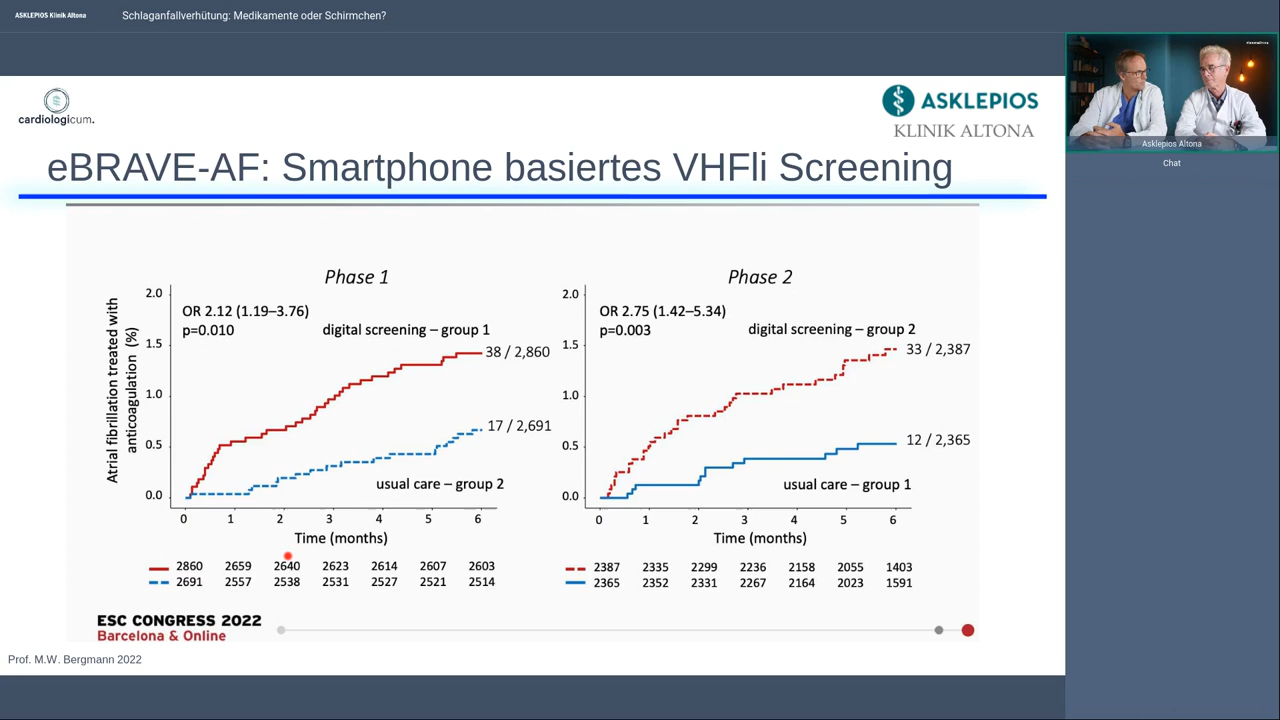 ASKLEPIOS Klinik Altona
Schlaganfallverhütung: Medikamente oder Schirmchen?
cardiologicum.
ASKLEPIOS
KLINIK ALTONA
eBRAVE-AF: Smartphone basiertes VHFli Screening
Atrial fibrillation treated with
anticoagulation (%)
Phase 1
2.0
1.5
1.0
0.5
0.0
OR 2.12 (1.19–3.76)
p=0.010
digital screening – group 1
38 / 2,860
17 / 2,691
usual care – group 2
0 1 2 3 4 5 6
Time (months)
2860 2659 2640 2623 2614 2607 2603
2691 2557 2538 2531 2527 2521 2514
Phase 2
2.0
1.5
1.0
0.5
0.0
OR 2.75 (1.42–5.34)
p=0.003
digital screening – group 2
33 / 2,387
12 / 2,365
usual care – group 1
0 1 2 3 4 5 6
Time (months)
2387 2335 2299 2236 2158 2055 1403
2365 2352 2331 2267 2164 2023 1591
ESC CONGRESS 2022
Barcelona & Online
Prof. M.W. Bergmann 2022
Asklepios Altona
Chat